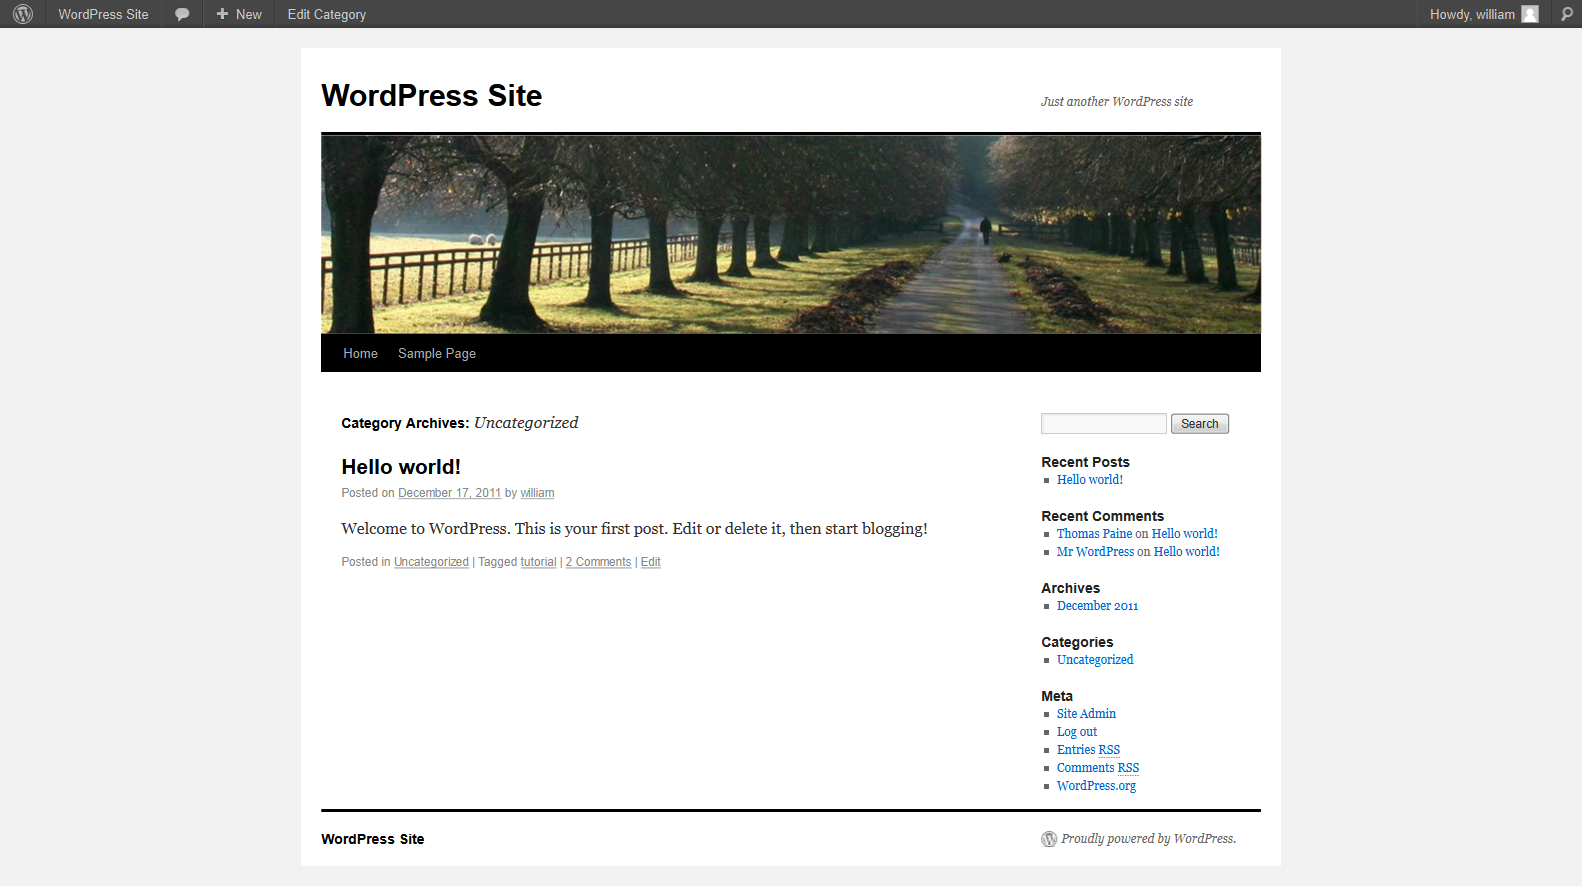 WordPress Site
New
Edit Category
Howdy, william
WordPress Site
Just another WordPress site
Home
Sample Page
Category Archives: Uncategorized
Hello world!
Posted on December 17, 2011 by william
Welcome to WordPress. This is your first post. Edit or delete it, then start blogging!
Posted in Uncategorized | Tagged tutorial | 2 Comments | Edit
Search
Recent Posts
Hello world!
Recent Comments
Thomas Paine on Hello world!
Mr WordPress on Hello world!
Archives
December 2011
Categories
Uncategorized
Meta
Site Admin
Log out
Entries RSS
Comments RSS
WordPress.org
WordPress Site
Proudly powered by WordPress.